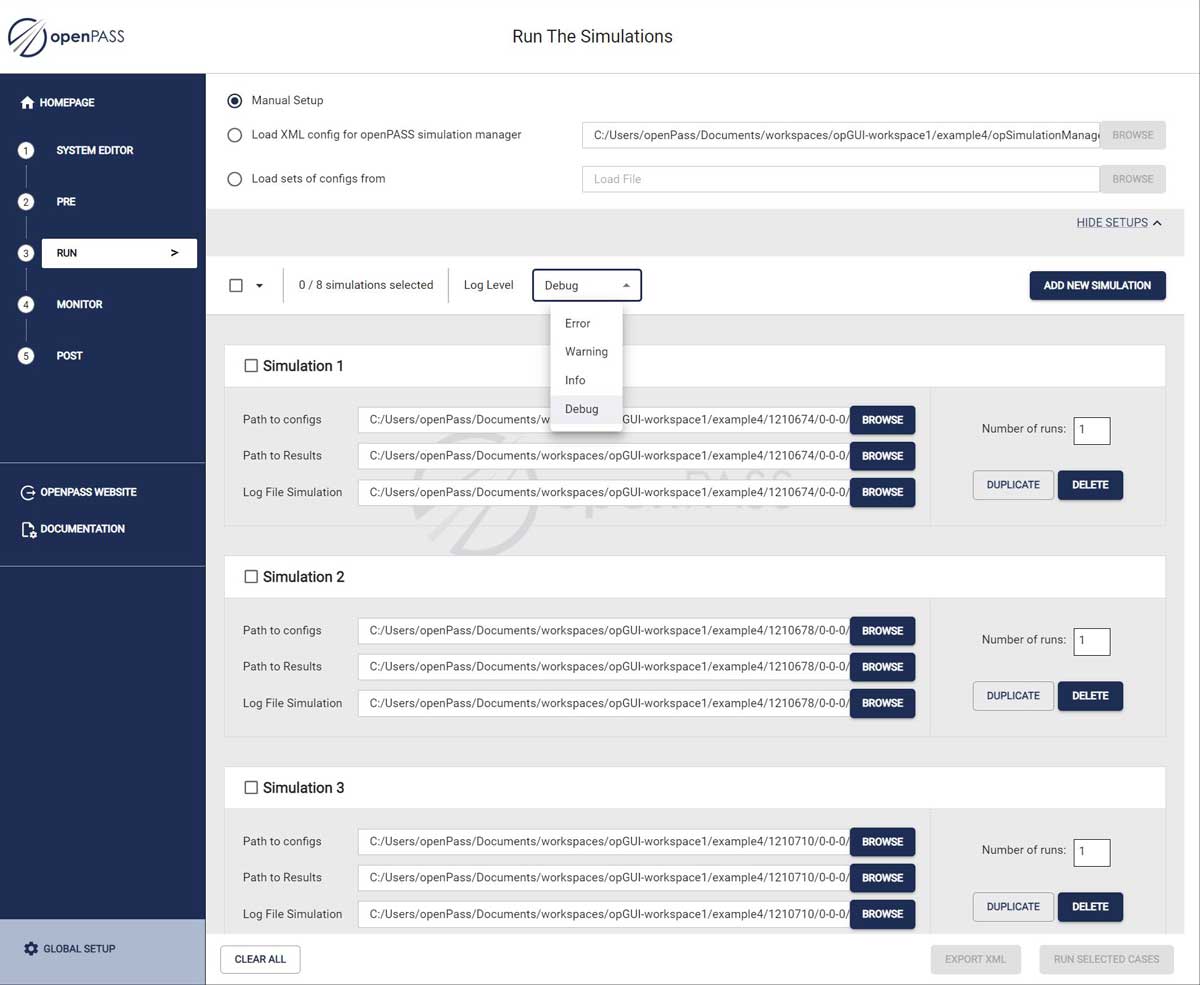 openPASS
Run The Simulations
HOMEPAGE
1 SYSTEM EDITOR
2 PRE
3 RUN >
4 MONITOR
5 POST
OPENPASS WEBSITE
DOCUMENTATION
GLOBAL SETUP
Manual Setup
Load XML config for openPASS simulation manager C:/Users/openPass/Documents/workspaces/opGUI-workspace1/example4/opSimulationManage BROWSE
Load sets of configs from Load File BROWSE
HIDE SETUPS
0 / 8 simulations selected Log Level Debug ADD NEW SIMULATION
Error
Warning
Info
Debug
Simulation 1
Path to configs C:/Users/openPass/Documents/w GUI-workspace1/example4/1210674/0-0-0/ BROWSE
Path to Results C:/Users/openPass/Documents/workspaces/opGUI-workspace1/example4/1210674/0-0-0/ BROWSE
Log File Simulation C:/Users/openPass/Documents/workspaces/opGUI-workspace1/example4/1210674/0-0-0/ BROWSE
Number of runs: 1
DUPLICATE DELETE
openPASS
Simulation 2
Path to configs C:/Users/openPass/Documents/workspaces/opGUI-workspace1/example4/1210678/0-0-0/ BROWSE
Path to Results C:/Users/openPass/Documents/workspaces/opGUI-workspace1/example4/1210678/0-0-0/ BROWSE
Log File Simulation C:/Users/openPass/Documents/workspaces/opGUI-workspace1/example4/1210678/0-0-0/ BROWSE
Number of runs: 1
DUPLICATE DELETE
Simulation 3
Path to configs C:/Users/openPass/Documents/workspaces/opGUI-workspace1/example4/1210710/0-0-0/ BROWSE
Path to Results C:/Users/openPass/Documents/workspaces/opGUI-workspace1/example4/1210710/0-0-0/ BROWSE
Log File Simulation C:/Users/openPass/Documents/workspaces/opGUI-workspace1/example4/1210710/0-0-0/ BROWSE
Number of runs: 1
DUPLICATE DELETE
CLEAR ALL EXPORT XML RUN SELECTED CASES